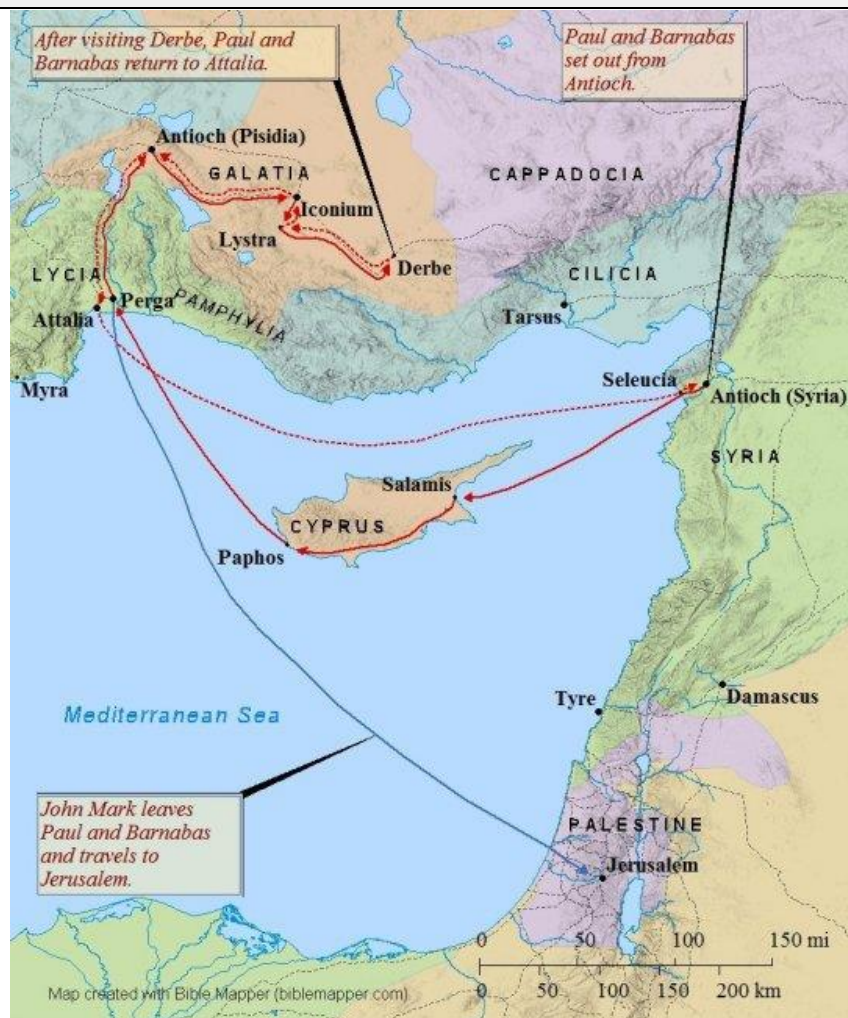 After visiting Derbe, Paul and
Barnabas return to Attalia.
Paul and Barnabas
set out from
Antioch.
Antioch (Pisidia)
GALATIA
CAPPADOCIA
Iconium
Lystra
Derbe
CILICIA
LYCIA
Perga
PAMPHYLIA
Attalia
Tarsus
Myra
Seleucia
Antioch (Syria)
SYRIA
Salamis
CYPRUS
Paphos
Tyre
Damascus
Mediterranean Sea
John Mark leaves
Paul and Barnabas
and travels to
Jerusalem.
PALESTINE
Jerusalem
0 50 100 150 mi
0 50 100 150 200 km
Map created with Bible Mapper (biblemapper.com)